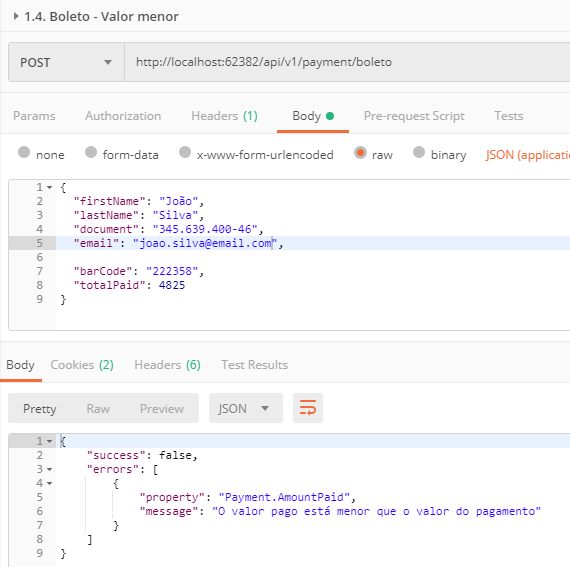 1.4. Boleto - Valor menor
POST http://localhost:62382/api/v1/payment/boleto
Params Authorization Headers (1) Body Pre-request Script Tests
none form-data x-www-form-urlencoded raw binary JSON
1 {
2 "firstName": "João",
3 "lastName": "Silva",
4 "document": "345.639.400-46",
5 "email": "joao.silva@email.com",
6
7 "barCode": "222358",
8 "totalPaid": 4825
9 }
Body Cookies (2) Headers (6) Test Results
Pretty Raw Preview JSON
1 {
2 "success": false,
3 "errors": [
4 {
5 "property": "Payment.AmountPaid",
6 "message": "O valor pago está menor que o valor do pagamento"
7 }
8 ]
9 }